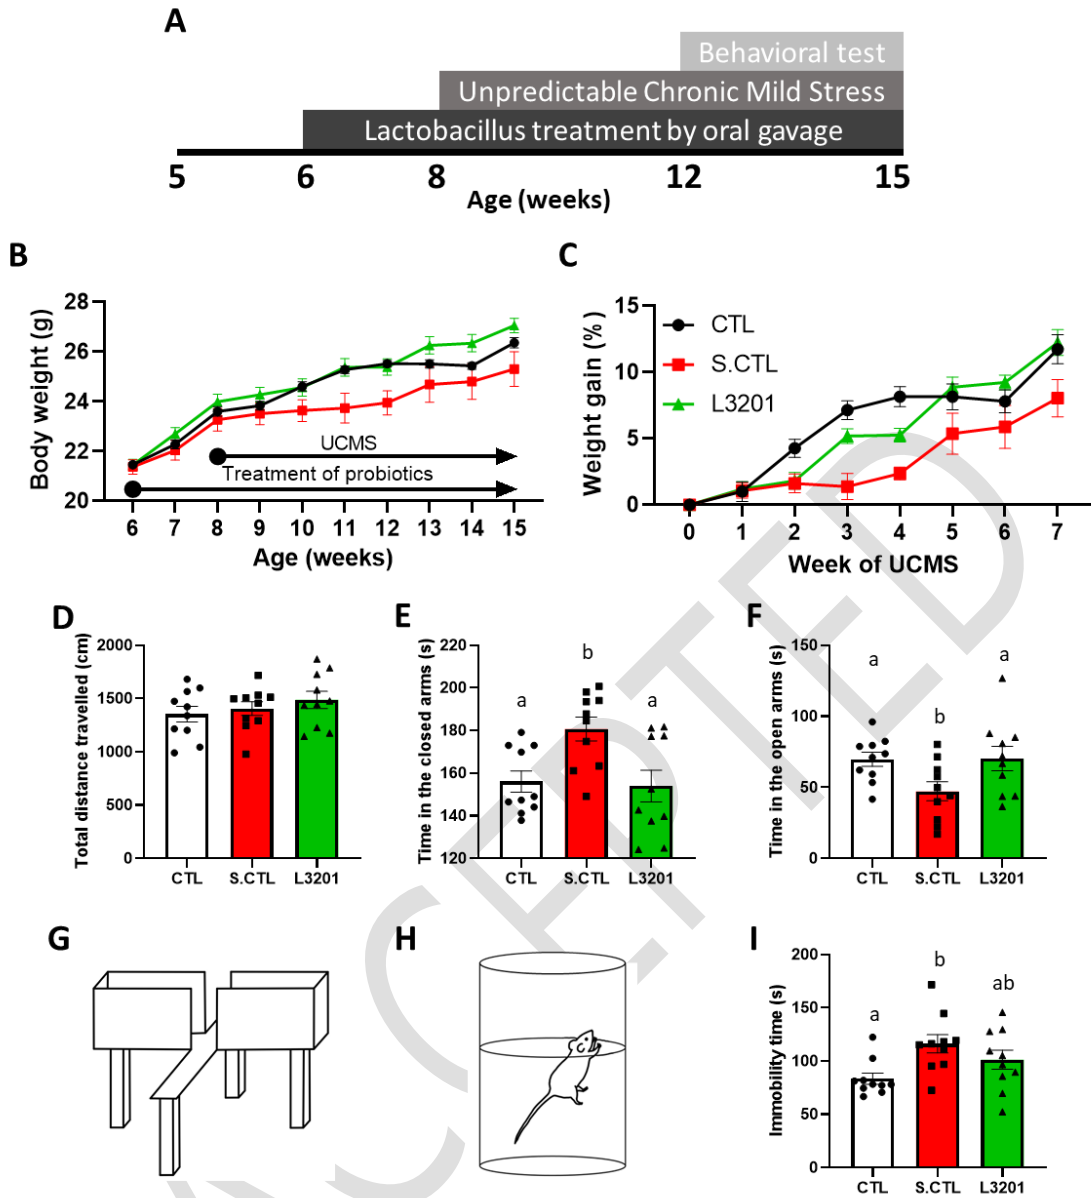 A
Behavioral test
Unpredictable Chronic Mild Stress
Lactobacillus treatment by oral gavage
5 6 8 12 15
Age (weeks)
B
Body weight (g)
28
26
24
22
20
UCMS
Treatment of probiotics
6 7 8 9 10 11 12 13 14 15
Age (weeks)
C
Weight gain (%)
15
10
5
0
CTL
S.CTL
L3201
0 1 2 3 4 5 6 7
Week of UCMS
D
Total distance travelled (cm)
2000
1500
1000
500
0
CTL S.CTL L3201
E
Time in the closed arms (s)
220
200
180
160
140
120
a b a
CTL S.CTL L3201
F
Time in the open arms (s)
150
100
50
0
a b a
CTL S.CTL L3201
G
H
I
Immobility time (s)
200
150
100
50
0
a b ab
CTL S.CTL L3201
ACCEPTED